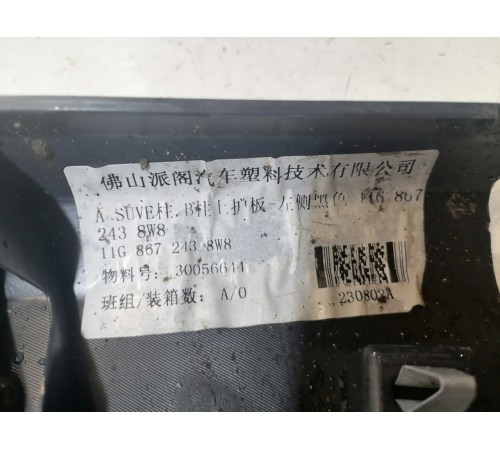 佛山派阁汽车塑料技术有限公司
A SUVE柱,B柱上护板-左侧黑色 11G 867
243 8W8
11G 867 243 8W8
物料号: 30056644
班组/装箱数: A/0
230802A